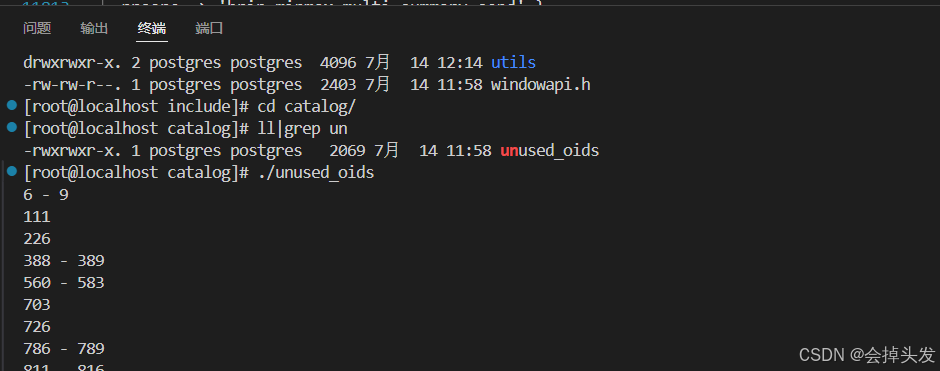 问题 输出 终端 端口
drwxrwxr-x. 2 postgres postgres  4096 7月  14 12:14 utils
-rw-rw-r--. 1 postgres postgres  2403 7月  14 11:58 windowapi.h
[root@localhost include]# cd catalog/
[root@localhost catalog]# ll|grep un
-rwxrwxr-x. 1 postgres postgres   2069 7月  14 11:58 unused_oids
[root@localhost catalog]# ./unused_oids
6 - 9
111
226
388 - 389
560 - 583
703
726
786 - 789
811 - 816
CSDN @会掉头发